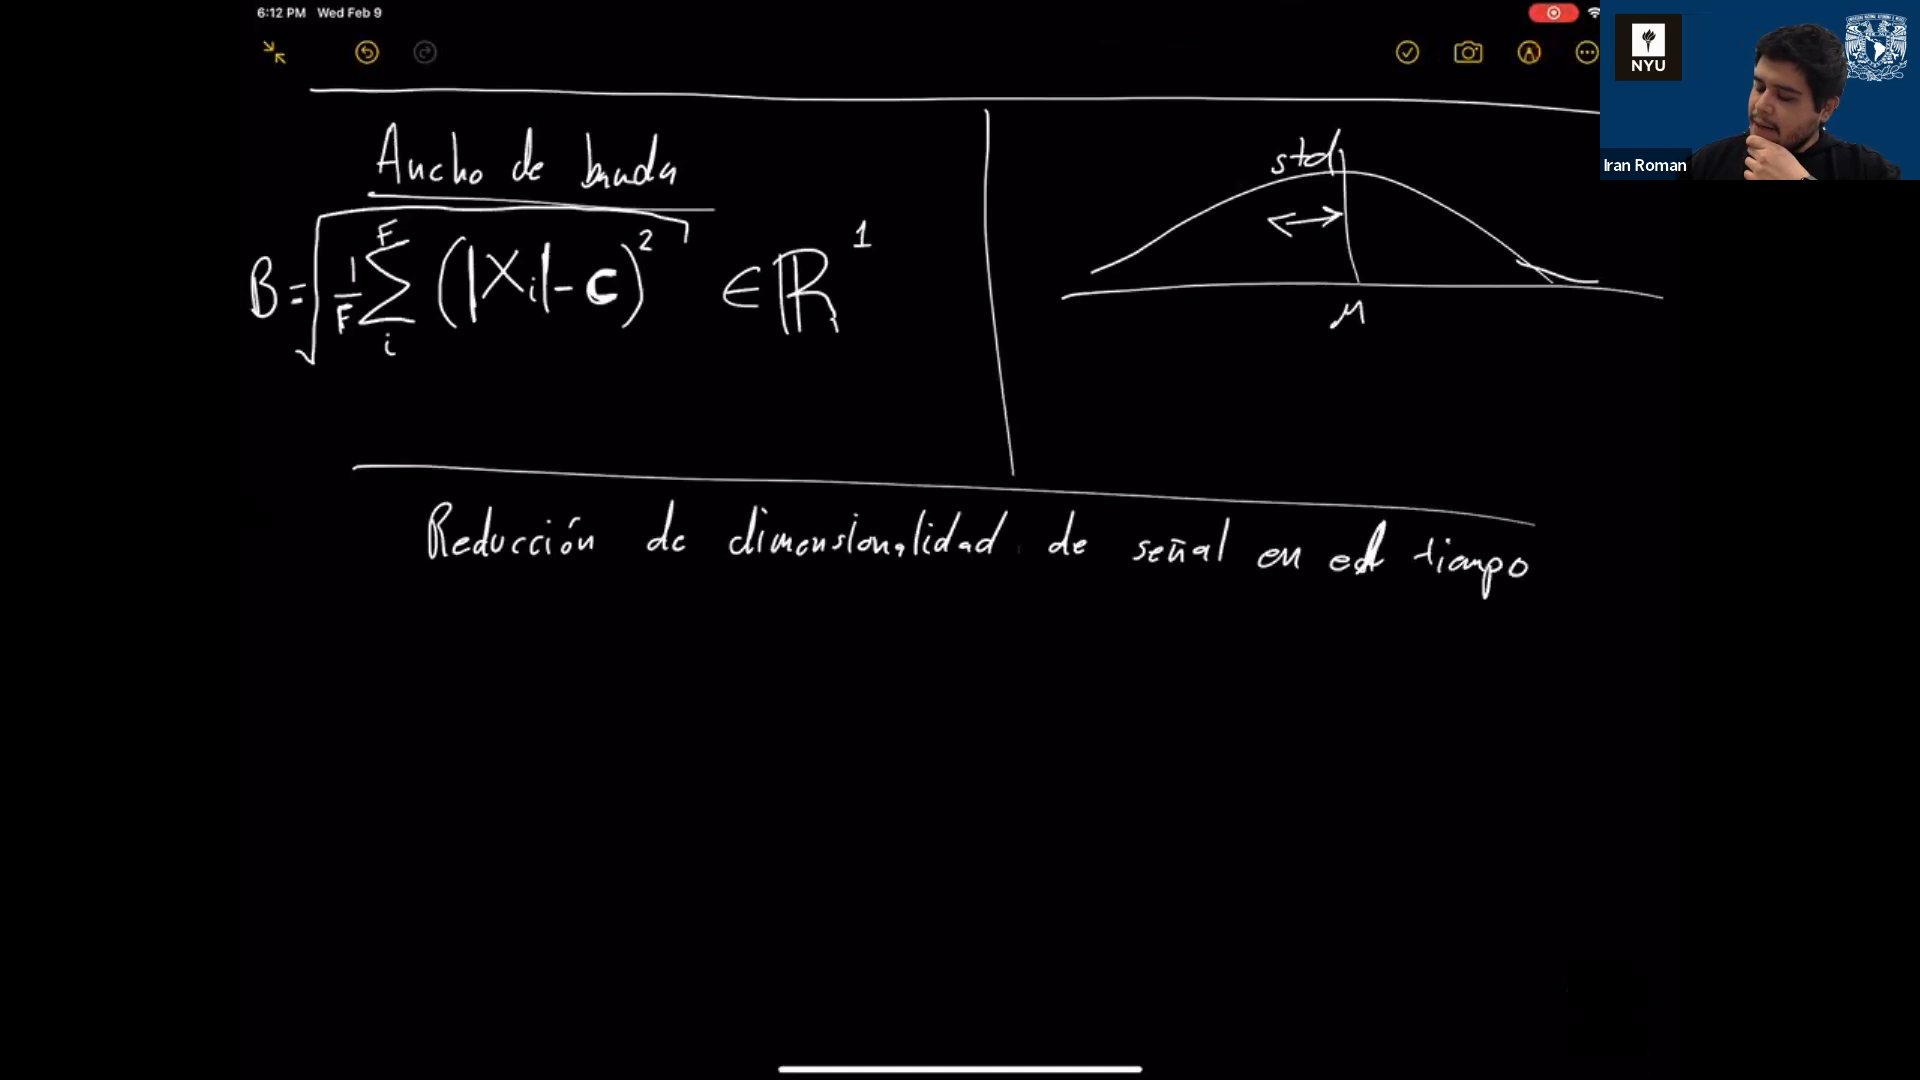 6:12 PM Wed Feb 9
NYU
Iran Roman
Ancho de banda
B = √(1/F ∑_i^F (|X_i| - c)²) ∈ ℝ¹
std
μ
Reducción de dimensionalidad de señal en el tiempo